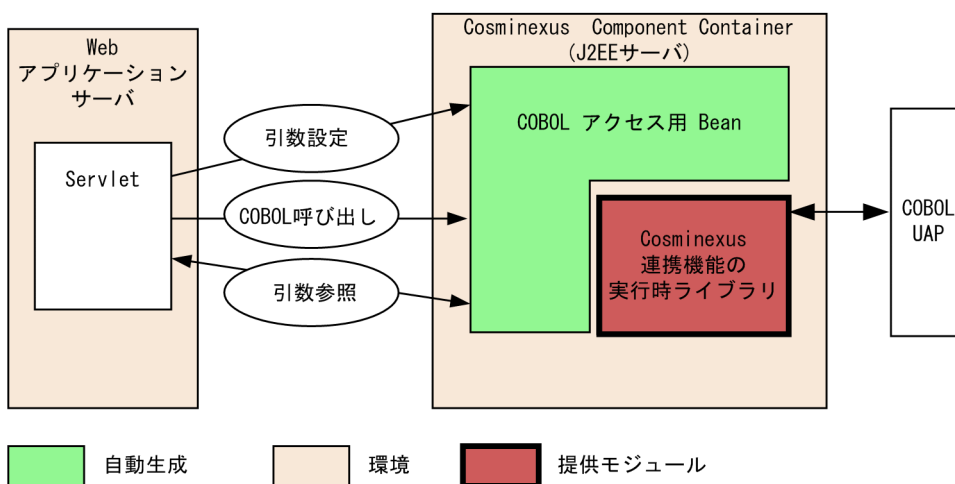 Web
アプリケーション
サーバ
Servlet
引数設定
COBOL呼び出し
引数参照
Cosminexus Component Container
(J2EEサーバ)
COBOL アクセス用 Bean
Cosminexus
連携機能の
実行時ライブラリ
COBOL
UAP
自動生成
環境
提供モジュール